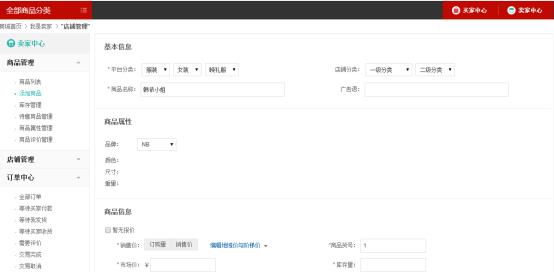 全部商品分类
买家中心
卖家中心
商城首页 > 我是卖家 > "店铺管理"
卖家中心
商品管理
商品列表
添加商品
库存管理
待售商品管理
商品属性管理
商品评价管理
店铺管理
订单中心
全部订单
等待买家付款
等待我发货
等待买家收货
需要评价
交易完成
交易取消
基本信息
*平台分类： 服装 女装 婚礼服
店铺分类： 一级分类 二级分类
*商品名称： 韩依小姐
广告语：
商品属性
品牌： NB
颜色：
尺寸：
重量：
商品信息
暂无报价
*销售价： 订购量 销售价 编辑地域价与阶梯价
*商品货号： 1
*市场价： ¥
*库存量：